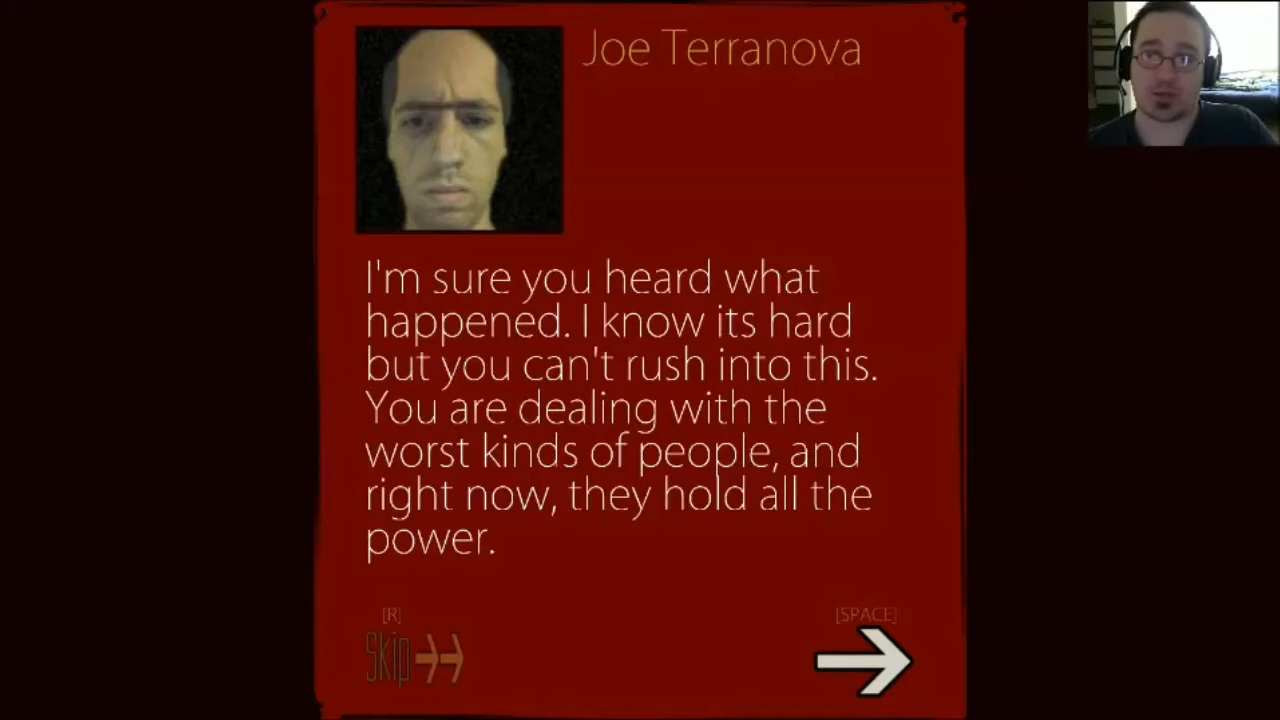 Joe Terranova
I'm sure you heard what
happened. I know its hard
but you can't rush into this.
You are dealing with the
worst kinds of people, and
right now, they hold all the
power.
[R]
[SPACE]
Skip